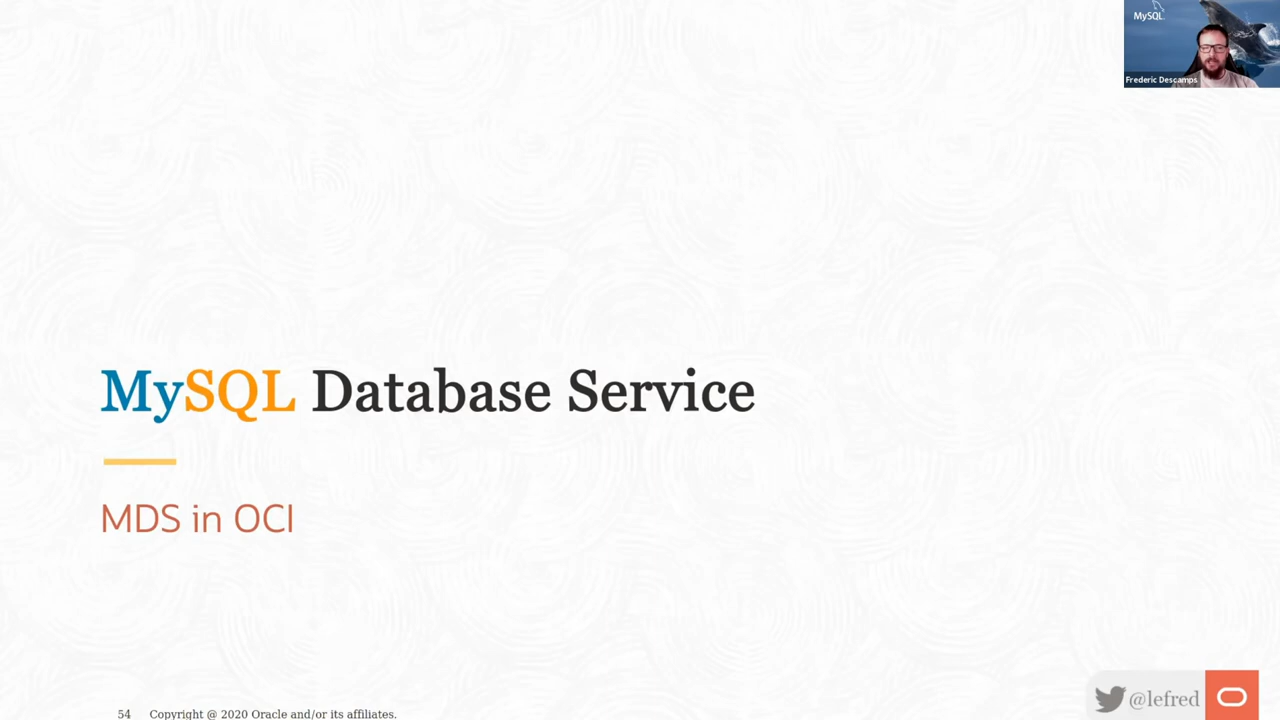 MySQL
Frederic Descamps
MySQL Database Service
MDS in OCI
@lefred
54 Copyright @ 2020 Oracle and/or its affiliates.